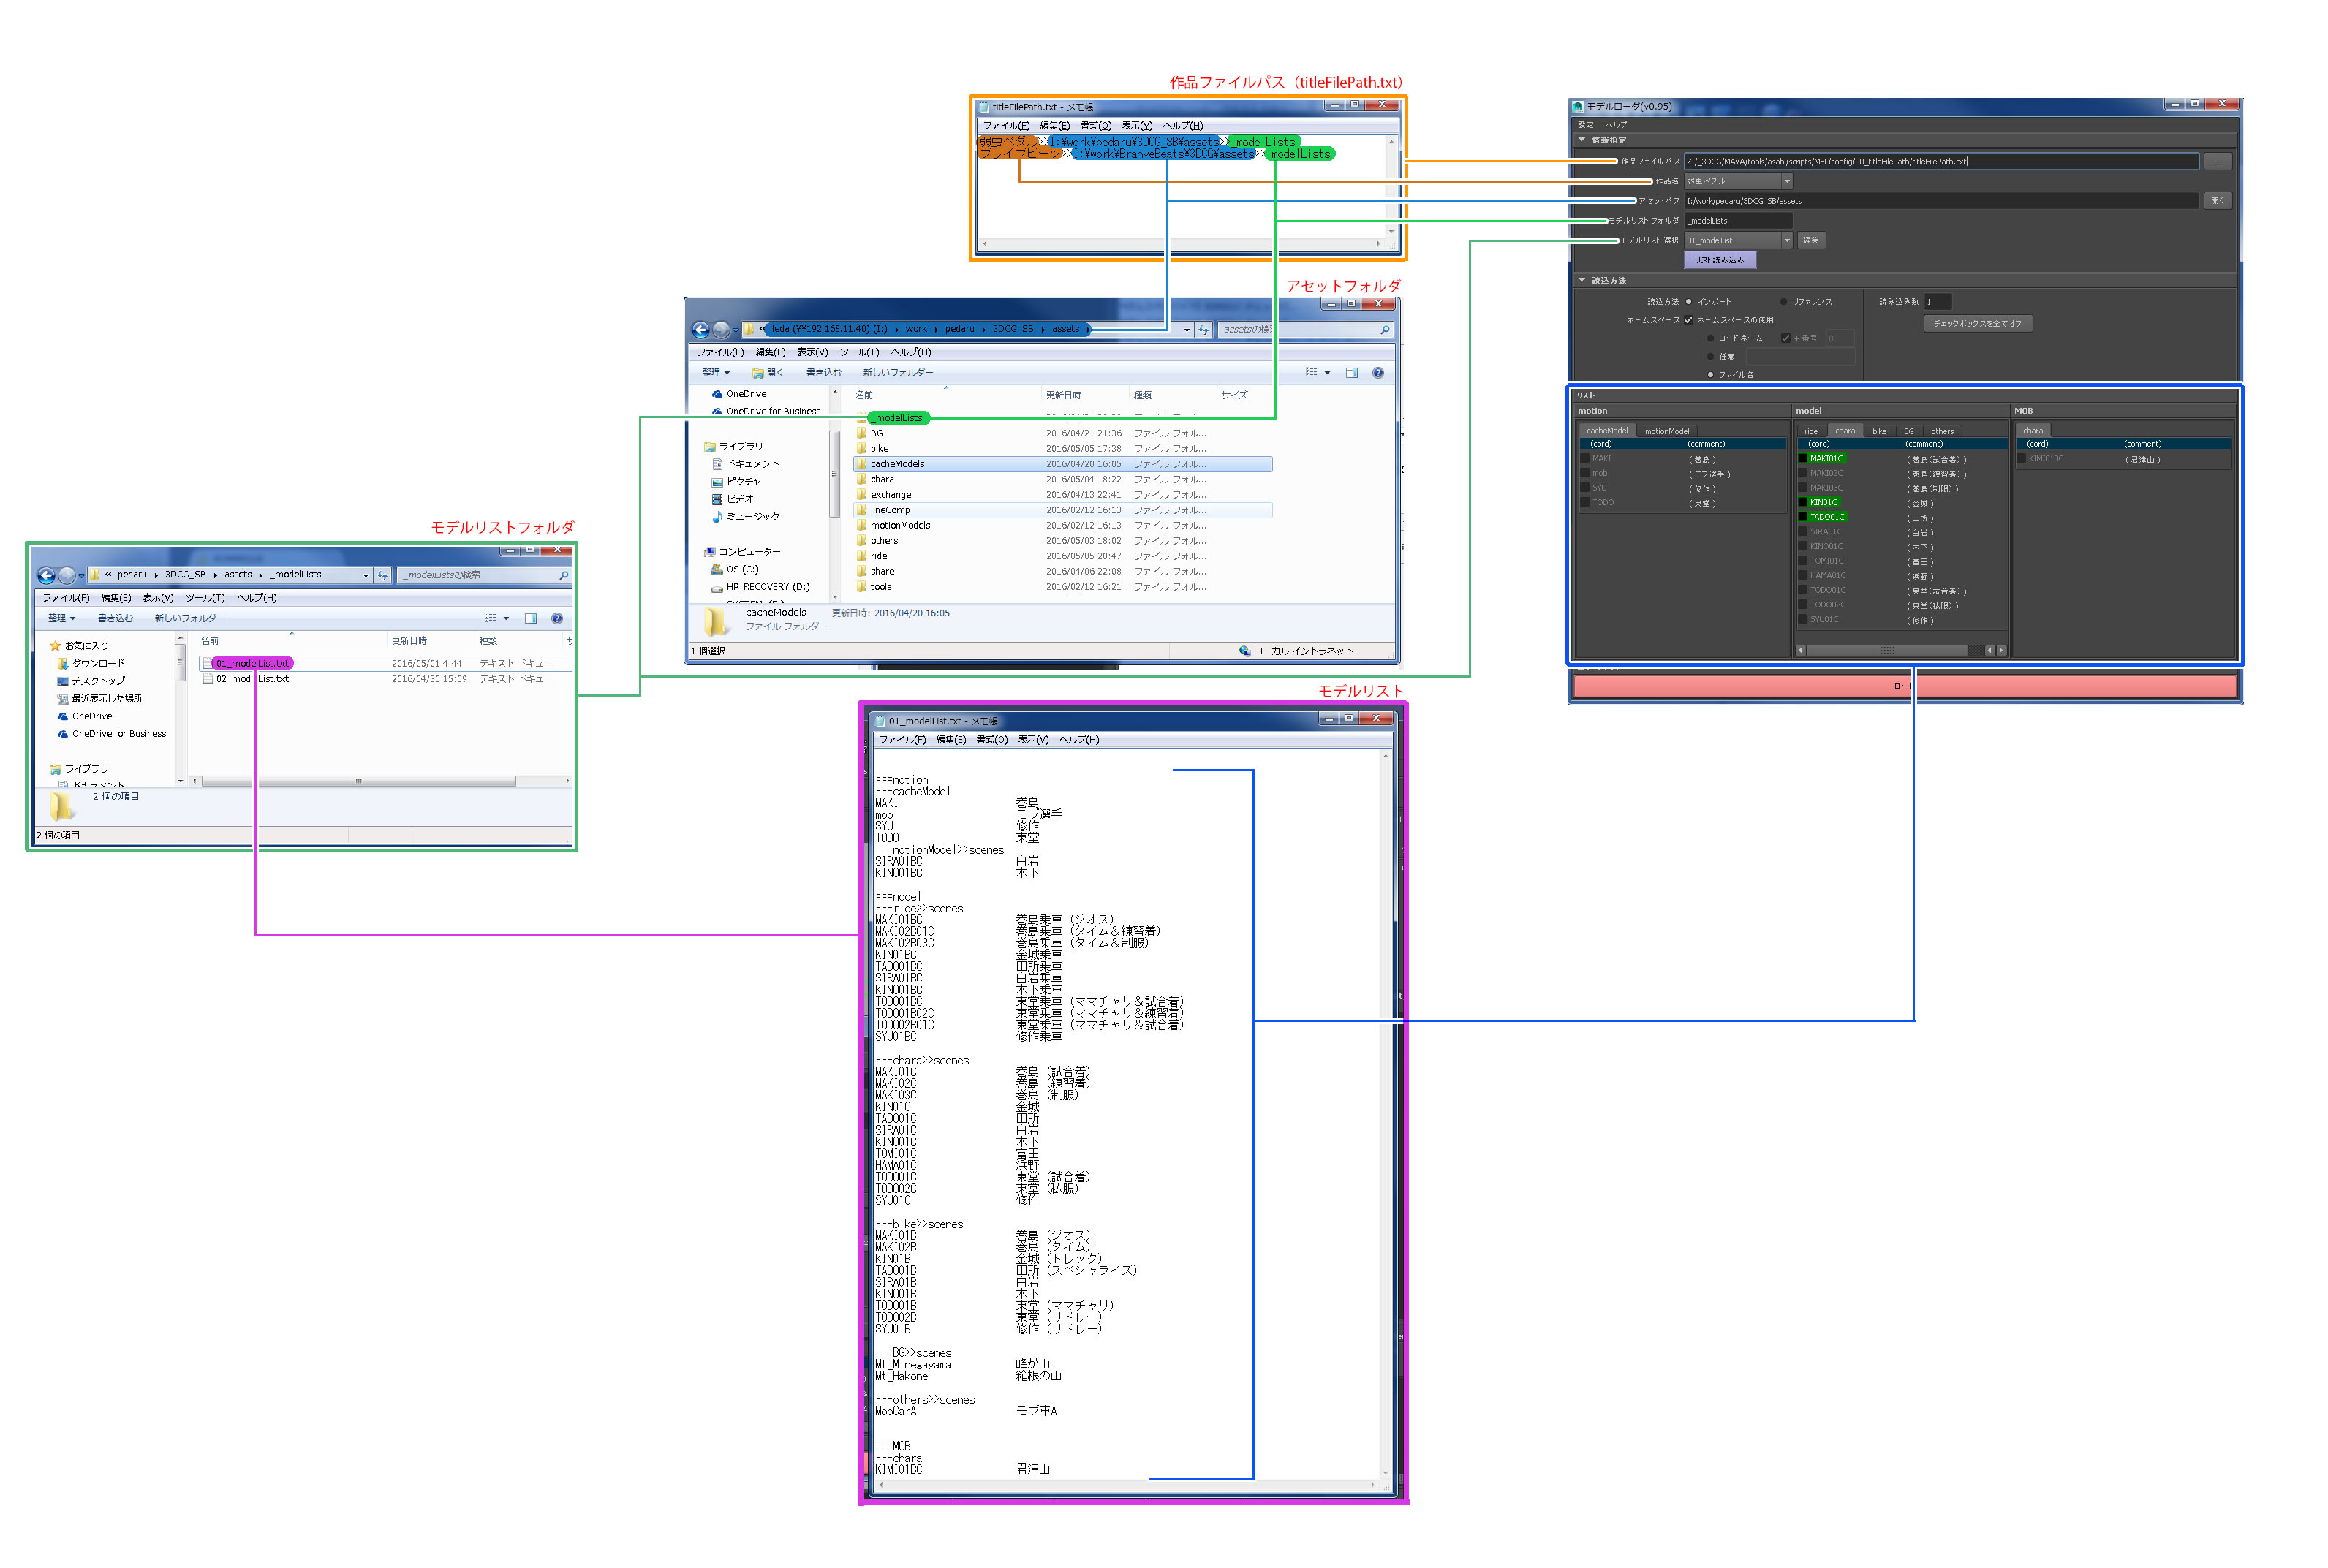 作品ファイルパス（titleFilePath.txt）
titleFilePath.txt - メモ帳
ファイル(F) 編集(E) 書式(O) 表示(V) ヘルプ(H)
弱虫ペダル>>I:¥work¥pedaru¥3DCG_SB¥assets>>_modelLists
ブレイブビーツ>>I:¥work¥BranveBeats¥3DCG¥assets>>_modelLists
アセットフォルダ
« leda (¥¥192.168.11.40) (I:) ▸ work ▸ pedaru ▸ 3DCG_SB ▸ assets ▸
assetsの検索
ファイル(F) 編集(E) 表示(V) ツール(T) ヘルプ(H)
整理 ▼ 開く 書き込む 新しいフォルダー
OneDrive
OneDrive for Business
ライブラリ
ドキュメント
ピクチャ
ビデオ
ミュージック
コンピューター
OS (C:)
HP_RECOVERY (D:)
名前 更新日時 種類 サイズ
_modelLists
BG 2016/04/21 21:36 ファイル フォル...
bike 2016/05/05 17:38 ファイル フォル...
cacheModels 2016/04/20 16:05 ファイル フォル...
chara 2016/05/04 18:22 ファイル フォル...
exchange 2016/04/13 22:41 ファイル フォル...
lineComp 2016/02/12 16:13 ファイル フォル...
motionModels 2016/02/12 16:13 ファイル フォル...
others 2016/05/03 18:02 ファイル フォル...
ride 2016/05/05 20:47 ファイル フォル...
share 2016/04/06 22:08 ファイル フォル...
tools 2016/02/12 16:21 ファイル フォル...
cacheModels 更新日時: 2016/04/20 16:05
ファイル フォルダー
1 個選択 ローカル イントラネット
モデルリストフォルダ
« pedaru ▸ 3DCG_SB ▸ assets ▸ _modelLists
_modelListsの検索
ファイル(F) 編集(E) 表示(V) ツール(T) ヘルプ(H)
整理 ▼ 書き込む 新しいフォルダー
お気に入り
ダウンロード
デスクトップ
最近表示した場所
OneDrive
OneDrive for Business
ライブラリ
ドキュメント
名前 更新日時 種類 サ
01_modelList.txt 2016/05/01 4:44 テキスト ドキュ...
02_modelList.txt 2016/04/30 15:09 テキスト ドキュ...
2 個の項目
2 個の項目
モデルリスト
01_modelList.txt - メモ帳
ファイル(F) 編集(E) 書式(O) 表示(V) ヘルプ(H)
===motion
---cacheModel
MAKI 巻島
mob モブ選手
SYU 修作
TODO 東堂
---motionModel>>scenes
SIRA01BC 白岩
KINO01BC 木下
===model
---ride>>scenes
MAKI01BC 巻島乗車（ジオス）
MAKI02B01C 巻島乗車（タイム＆練習着）
MAKI02B03C 巻島乗車（タイム＆制服）
KIN01BC 金城乗車
TADO01BC 田所乗車
SIRA01BC 白岩乗車
KINO01BC 木下乗車
TODO01BC 東堂乗車（ママチャリ＆試合着）
TODO01B02C 東堂乗車（ママチャリ＆練習着）
TODO02B01C 東堂乗車（ママチャリ＆試合着）
SYU01BC 修作乗車
---chara>>scenes
MAKI01C 巻島（試合着）
MAKI02C 巻島（練習着）
MAKI03C 巻島（制服）
KIN01C 金城
TADO01C 田所
SIRA01C 白岩
KINO01C 木下
TOMI01C 富田
HAMA01C 浜野
TODO01C 東堂（試合着）
TODO02C 東堂（私服）
SYU01C 修作
---bike>>scenes
MAKI01B 巻島（ジオス）
MAKI02B 巻島（タイム）
KIN01B 金城（トレック）
TADO01B 田所（スペシャライズ）
SIRA01B 白岩
KINO01B 木下
TODO01B 東堂（ママチャリ）
TODO02B 東堂（リドレー）
SYU01B 修作（リドレー）
---BG>>scenes
Mt_Minegayama 峰が山
Mt_Hakone 箱根の山
---others>>scenes
MobCarA モブ車A
===MOB
---chara
KIMI01BC 君津山
モデルローダ(v0.95)
設定 ヘルプ
▼ 情報指定
作品ファイルパス Z:/_3DCG/MAYA/tools/asahi/scripts/MEL/config/00_titleFilePath/titleFilePath.txt ...
作品名 弱虫ペダル
アセットパス I:/work/pedaru/3DCG_SB/assets 開く
モデルリスト フォルダ _modelLists
モデルリスト 選択 01_modelList 編集
リスト読み込み
▼ 読込方法
読込方法 インポート リファレンス 読み込み数 1
ネームスペース ネームスペースの使用 チェックボックスを全てオフ
コードネーム + 番号 0
任意
ファイル名
リスト
motion model MOB
cacheModel motionModel ride chara bike BG others chara
(cord) (comment) (cord) (comment) (cord) (comment)
MAKI (巻島) MAKI01C (巻島(試合着)) KIMI01BC (君津山)
mob (モブ選手) MAKI02C (巻島(練習着))
SYU (修作) MAKI03C (巻島(制服))
TODO (東堂) KIN01C (金城)
TADO01C (田所)
SIRA01C (白岩)
KINO01C (木下)
TOMI01C (富田)
HAMA01C (浜野)
TODO01C (東堂(試合着))
TODO02C (東堂(私服))
SYU01C (修作)